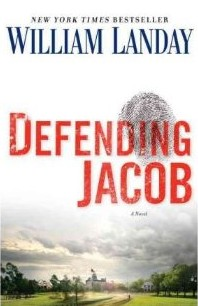 NEW YORK TIMES BESTSELLER
WILLIAM LANDAY
DEFENDING
JACOB
A Novel